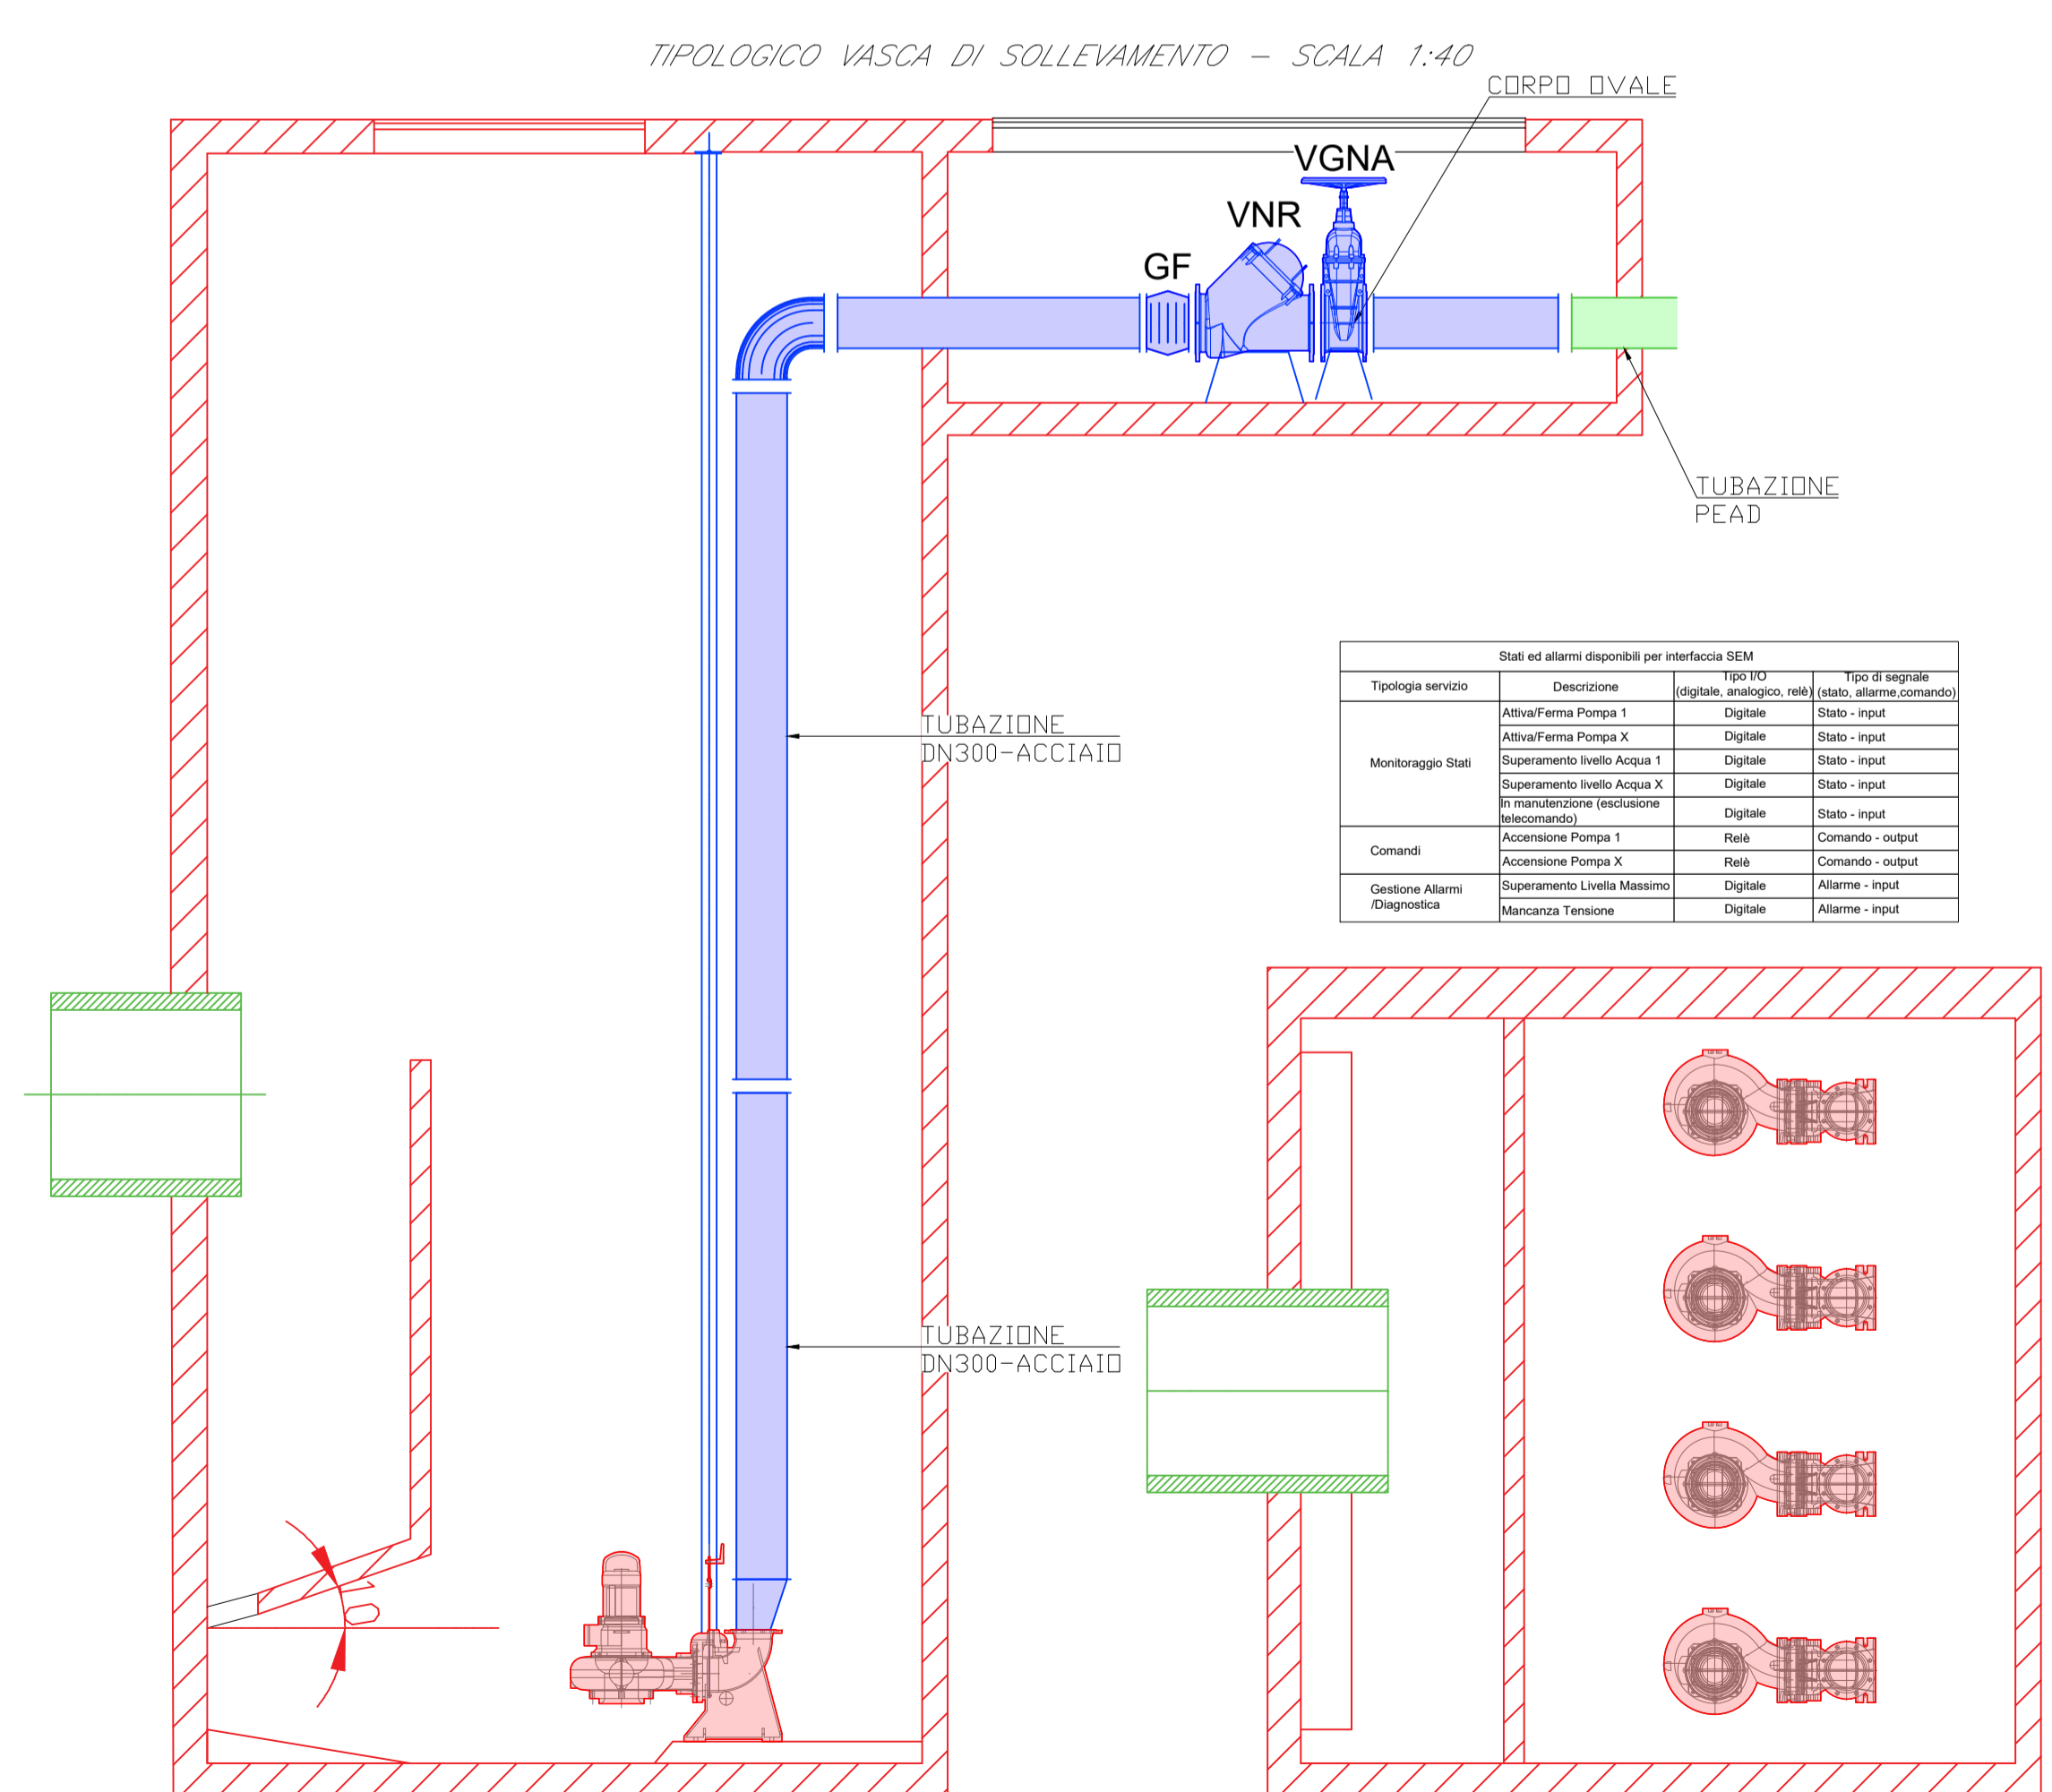 TIPOLOGICO VASCA DI SOLLEVAMENTO – SCALA 1:40
CORPO OVALE
VGNA
VNR
GF
TUBAZIONE
PEAD
TUBAZIONE
DN300-ACCIAIO
Stati ed allarmi disponibili per interfaccia SEM
Tipologia servizio
Descrizione
Tipo I/O
(digitale, analogico, relè)
Tipo di segnale
(stato, allarme,comando)
Monitoraggio Stati
Attiva/Ferma Pompa 1 Digitale Stato - input
Attiva/Ferma Pompa X Digitale Stato - input
Superamento livello Acqua 1 Digitale Stato - input
Superamento livello Acqua X Digitale Stato - input
In manutenzione (esclusione
telecomando)
Digitale Stato - input
Comandi
Accensione Pompa 1 Relè Comando - output
Accensione Pompa X Relè Comando - output
Gestione Allarmi
/Diagnostica
Superamento Livella Massimo Digitale Allarme - input
Mancanza Tensione Digitale Allarme - input
TUBAZIONE
DN300-ACCIAIO